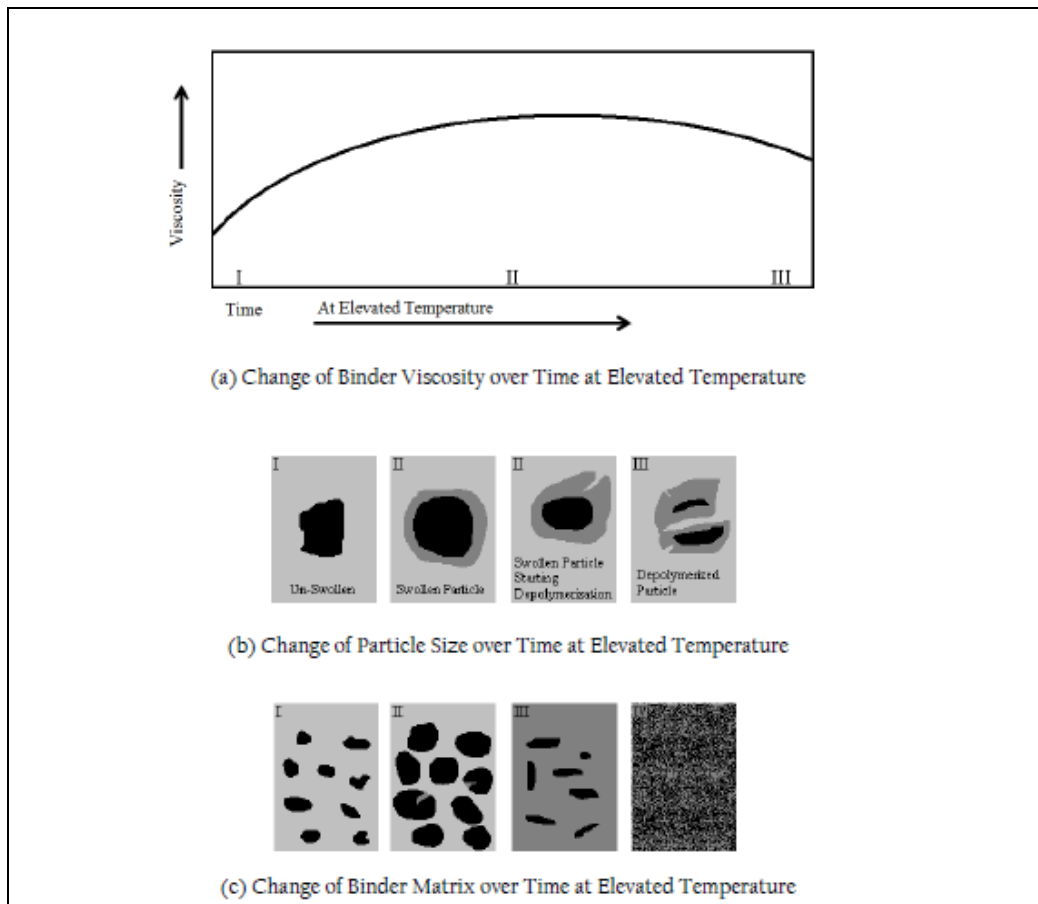 Viscosity
I II III
Time At Elevated Temperature
(a) Change of Binder Viscosity over Time at Elevated Temperature
I II II III
Un-Swollen
Swollen Particle
Swollen Particle
Starting
Depolymerization
Depolymerized
Particle
(b) Change of Particle Size over Time at Elevated Temperature
I II III IV
(c) Change of Binder Matrix over Time at Elevated Temperature